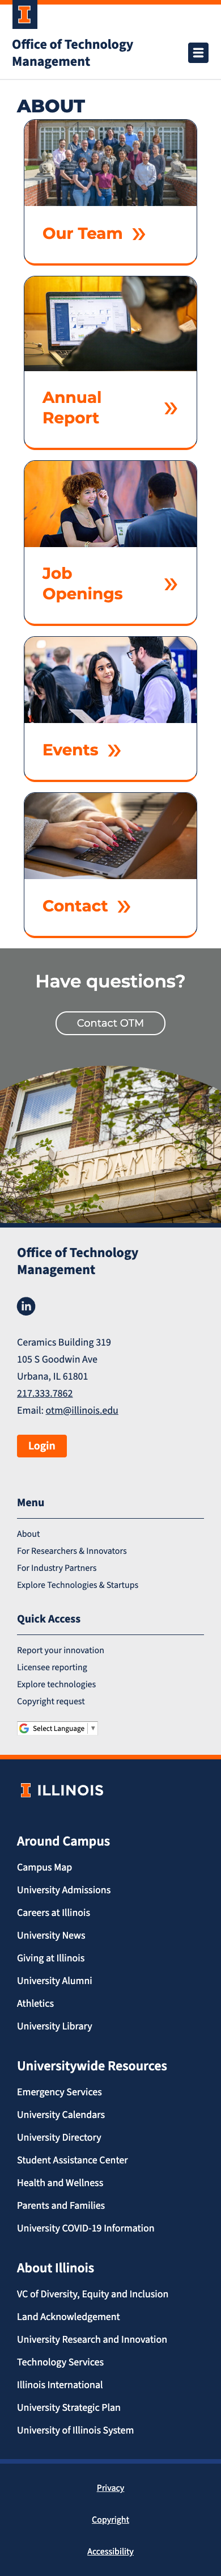 Office of Technology
Management
ABOUT
Our Team »
Annual
Report »
Job
Openings »
Events »
Contact »
Have questions?
Contact OTM
Office of Technology
Management
in
Ceramics Building 319
105 S Goodwin Ave
Urbana, IL 61801
217.333.7862
Email: otm@illinois.edu
Login
Menu
About
For Researchers & Innovators
For Industry Partners
Explore Technologies & Startups
Quick Access
Report your innovation
Licensee reporting
Explore technologies
Copyright request
G Select Language ▼
I ILLINOIS
Around Campus
Campus Map
University Admissions
Careers at Illinois
University News
Giving at Illinois
University Alumni
Athletics
University Library
Universitywide Resources
Emergency Services
University Calendars
University Directory
Student Assistance Center
Health and Wellness
Parents and Families
University COVID-19 Information
About Illinois
VC of Diversity, Equity and Inclusion
Land Acknowledgement
University Research and Innovation
Technology Services
Illinois International
University Strategic Plan
University of Illinois System
Privacy
Copyright
Accessibility